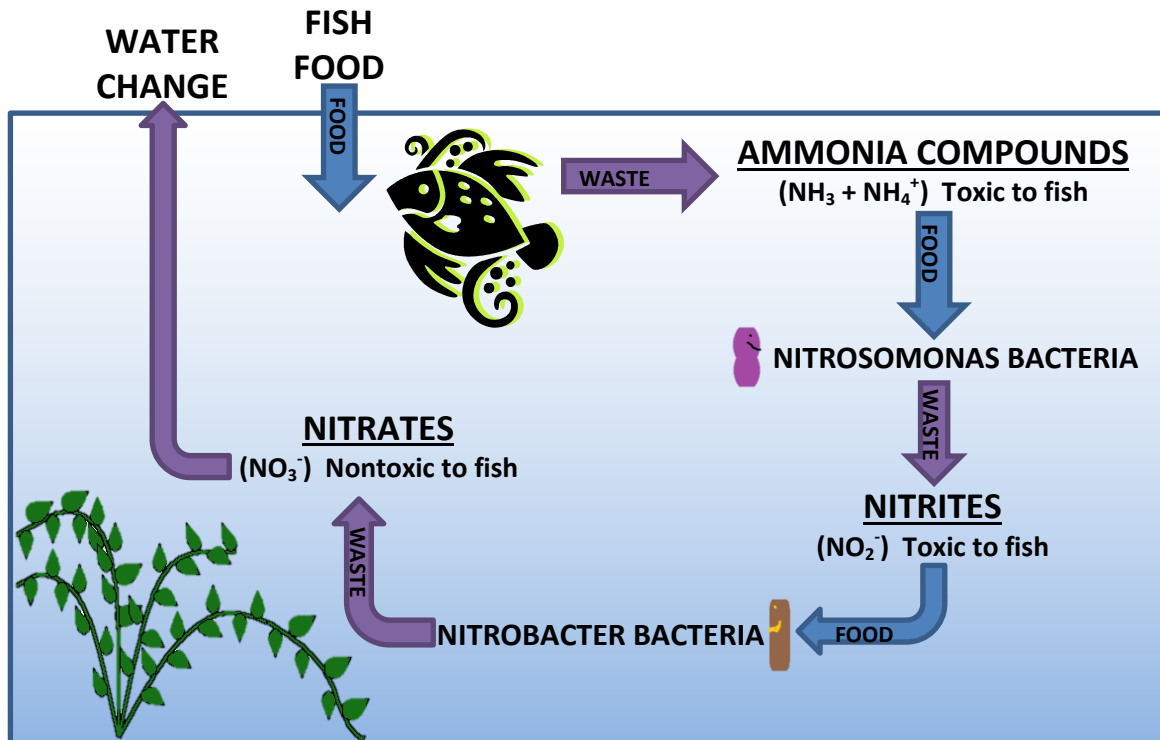 WATER
CHANGE
FISH
FOOD
FOOD
WASTE
AMMONIA COMPOUNDS
(NH₃ + NH₄⁺) Toxic to fish
FOOD
NITROSOMONAS BACTERIA
WASTE
NITRITES
(NO₂⁻) Toxic to fish
FOOD
NITROBACTER BACTERIA
WASTE
NITRATES
(NO₃⁻) Nontoxic to fish